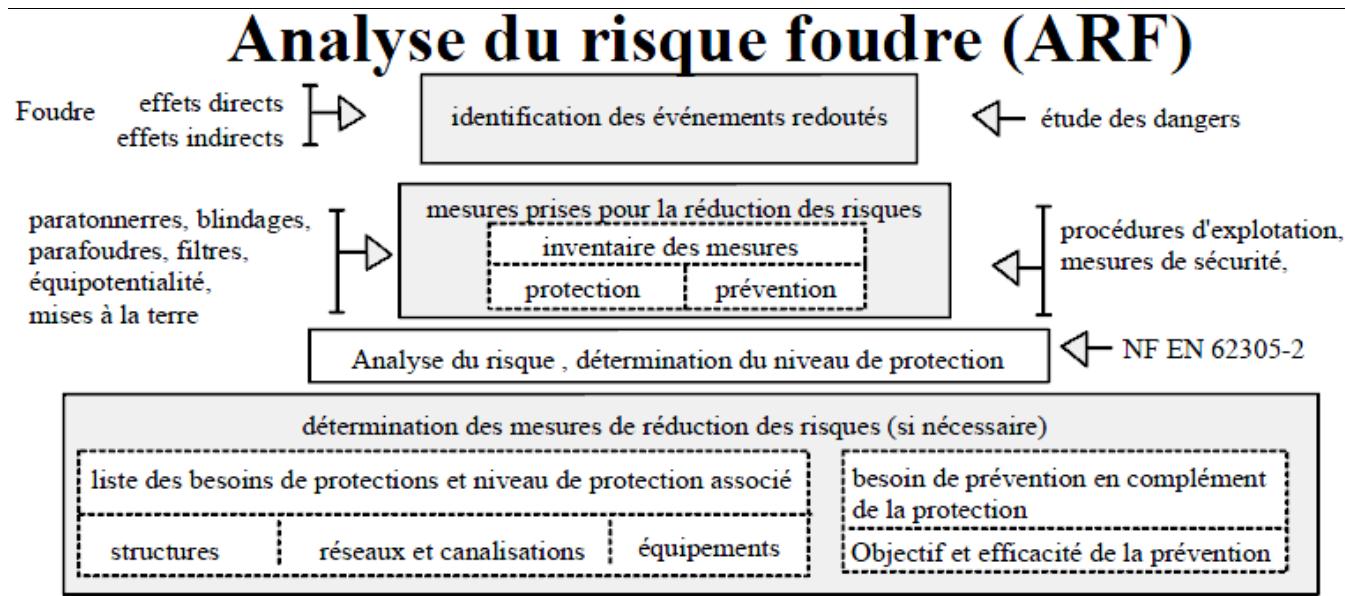 Analyse du risque foudre (ARF)
Foudre
effets directs
effets indirects
identification des événements redoutés
étude des dangers
paratonnerres, blindages,
parafoudres, filtres,
équipotentialité,
mises à la terre
mesures prises pour la réduction des risques
inventaire des mesures
protection
prévention
procédures d'explotation,
mesures de sécurité,
Analyse du risque , détermination du niveau de protection
NF EN 62305-2
détermination des mesures de réduction des risques (si nécessaire)
liste des besoins de protections et niveau de protection associé
structures
réseaux et canalisations
équipements
besoin de prévention en complément
de la protection
Objectif et efficacité de la prévention